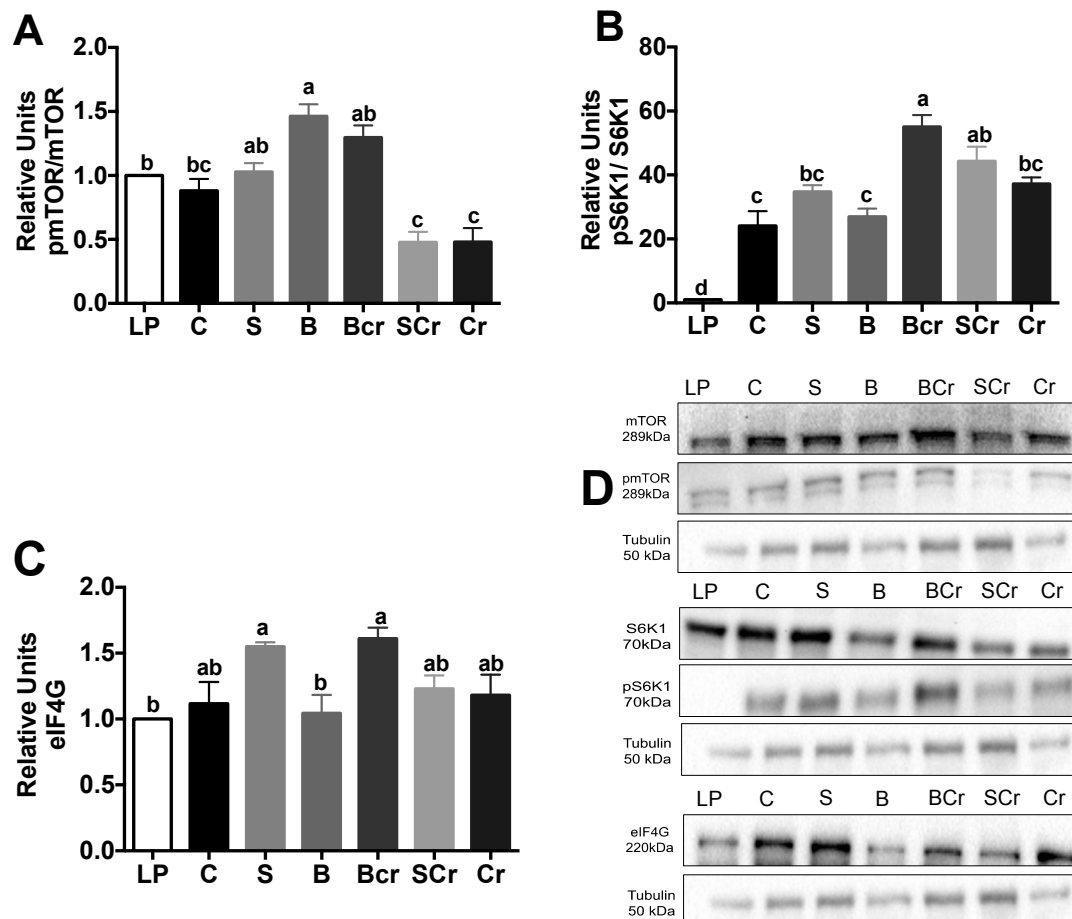 A
Relative Units
pmTOR/mTOR
2.0
1.5
1.0
0.5
0.0
b
bc
ab
a
ab
c
c
LP C S B Bcr SCr Cr
B
Relative Units
pS6K1/ S6K1
80
60
40
20
0
d
c
bc
c
a
ab
bc
LP C S B Bcr SCr Cr
C
Relative Units
eIF4G
2.0
1.5
1.0
0.5
0.0
b
ab
a
b
a
ab
ab
LP C S B Bcr SCr Cr
D
LP C S B BCr SCr Cr
mTOR
289kDa
pmTOR
289kDa
Tubulin
50 kDa
LP C S B BCr SCr Cr
S6K1
70kDa
pS6K1
70kDa
Tubulin
50 kDa
LP C S B BCr SCr Cr
eIF4G
220kDa
Tubulin
50 kDa